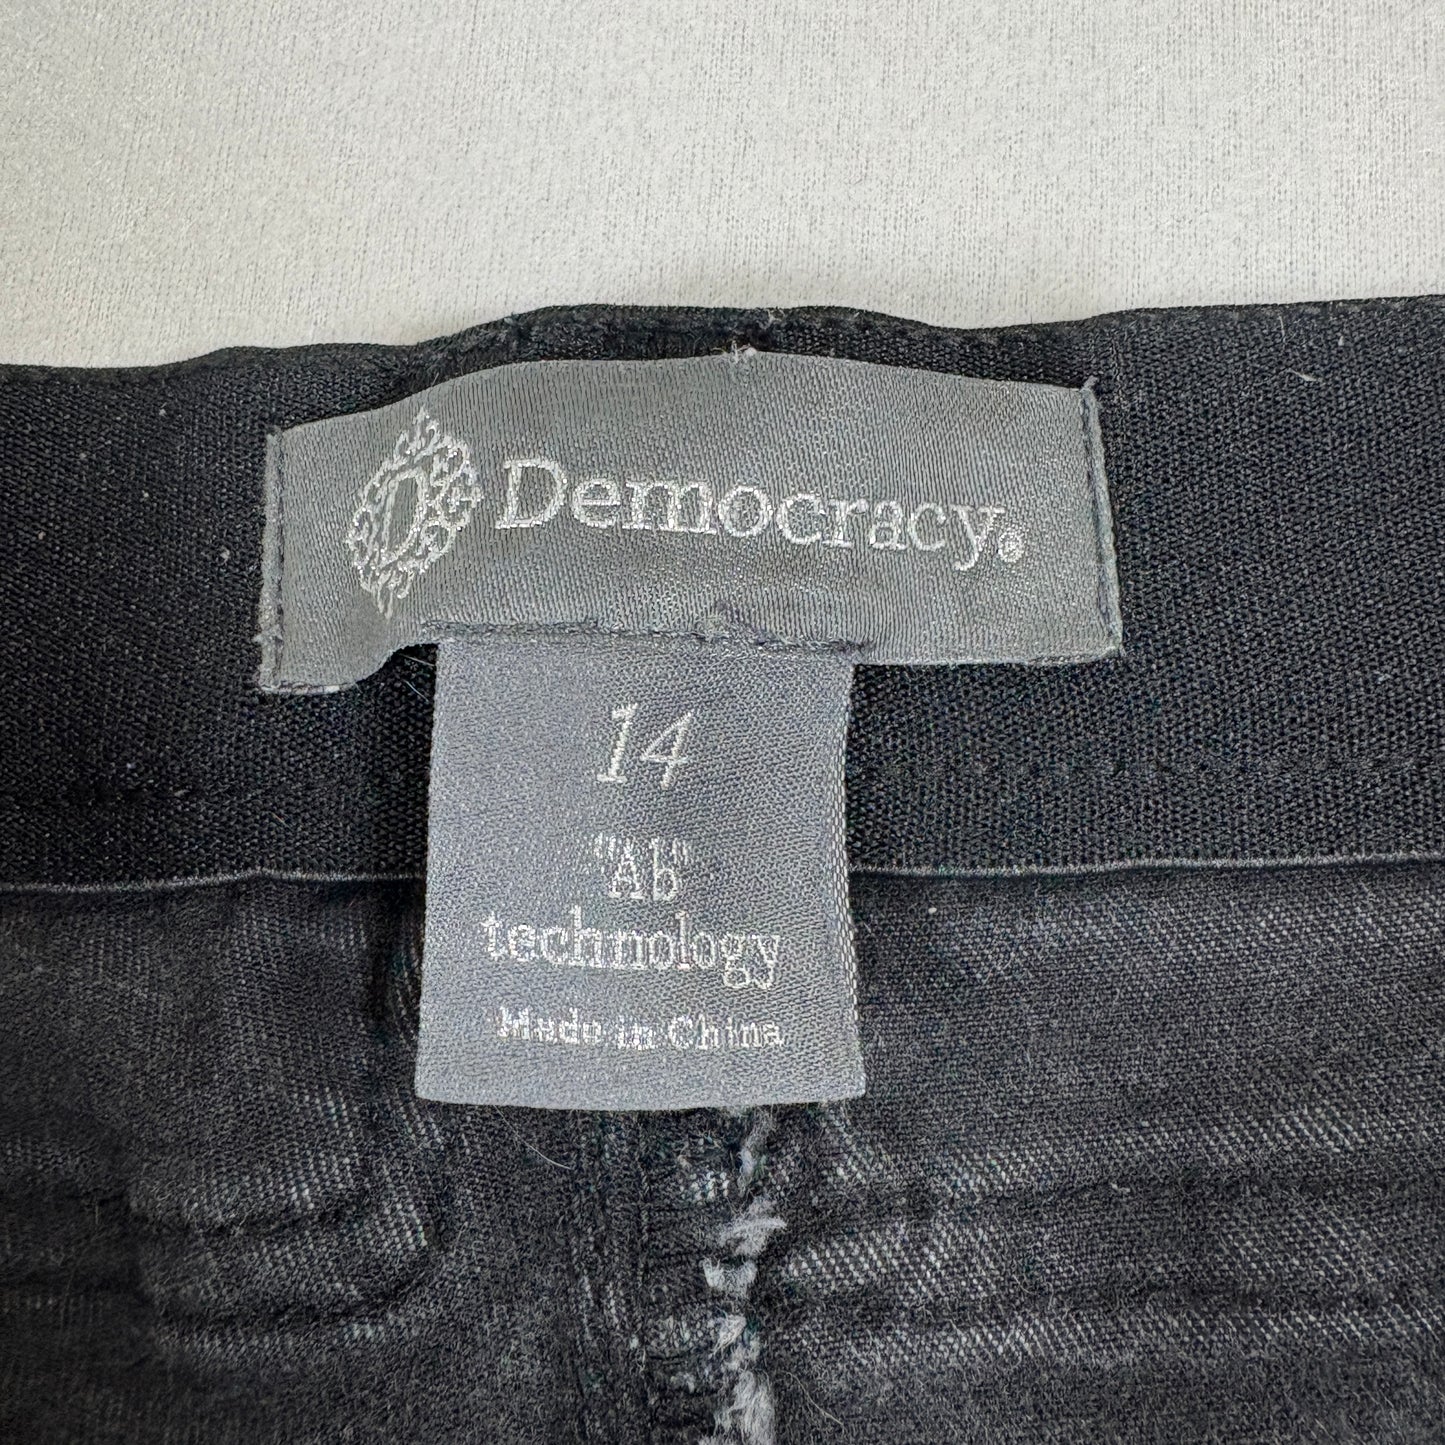 D Democracy®
14
"Ab"
technology
Made in China